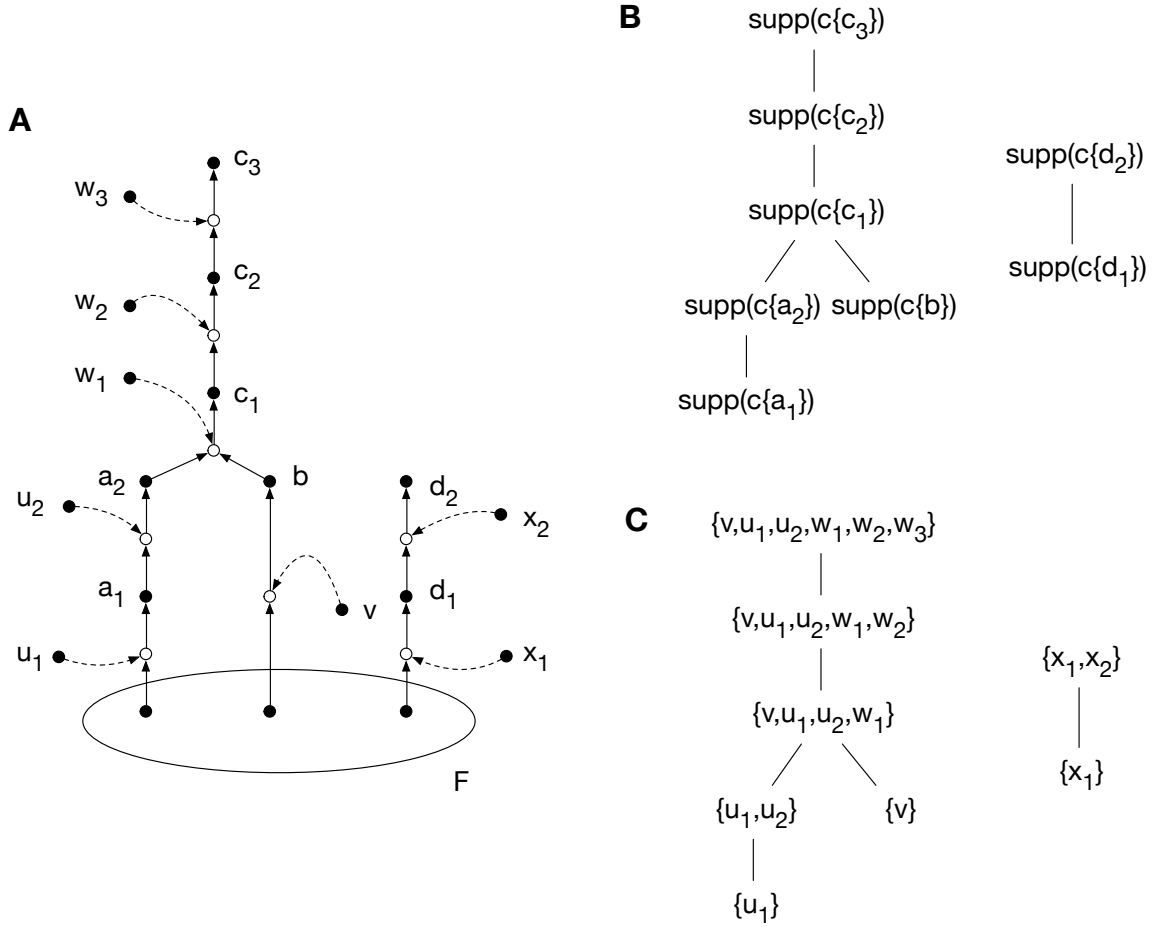 A
c₃
w₃
c₂
w₂
w₁
c₁
a₂
b
d₂
u₂
x₂
a₁
d₁
v
u₁
x₁
F
B
supp(c{c₃})
supp(c{c₂})
supp(c{d₂})
supp(c{c₁})
supp(c{d₁})
supp(c{a₂}) supp(c{b})
supp(c{a₁})
C
{v,u₁,u₂,w₁,w₂,w₃}
{v,u₁,u₂,w₁,w₂}
{x₁,x₂}
{v,u₁,u₂,w₁}
{x₁}
{u₁,u₂}
{v}
{u₁}